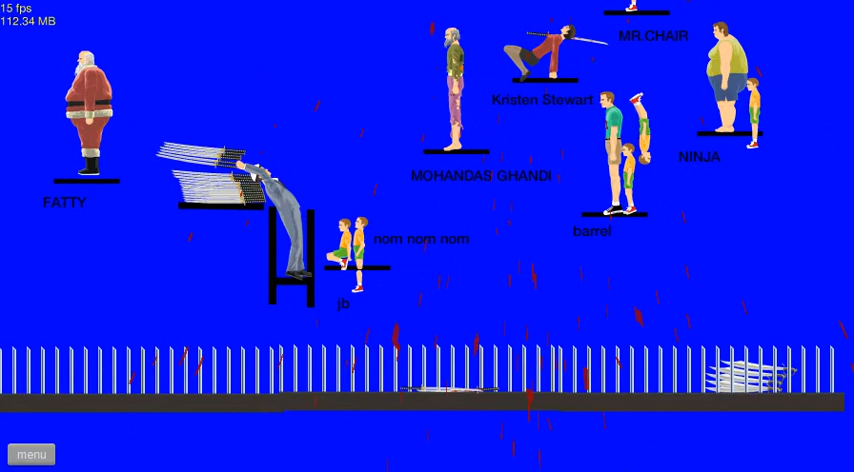 15 fps
112.34 MB
MR.CHAIR
Kristen Stewart
NINJA
MOHANDAS GHANDI
FATTY
barrel
nom nom nom
jb
menu